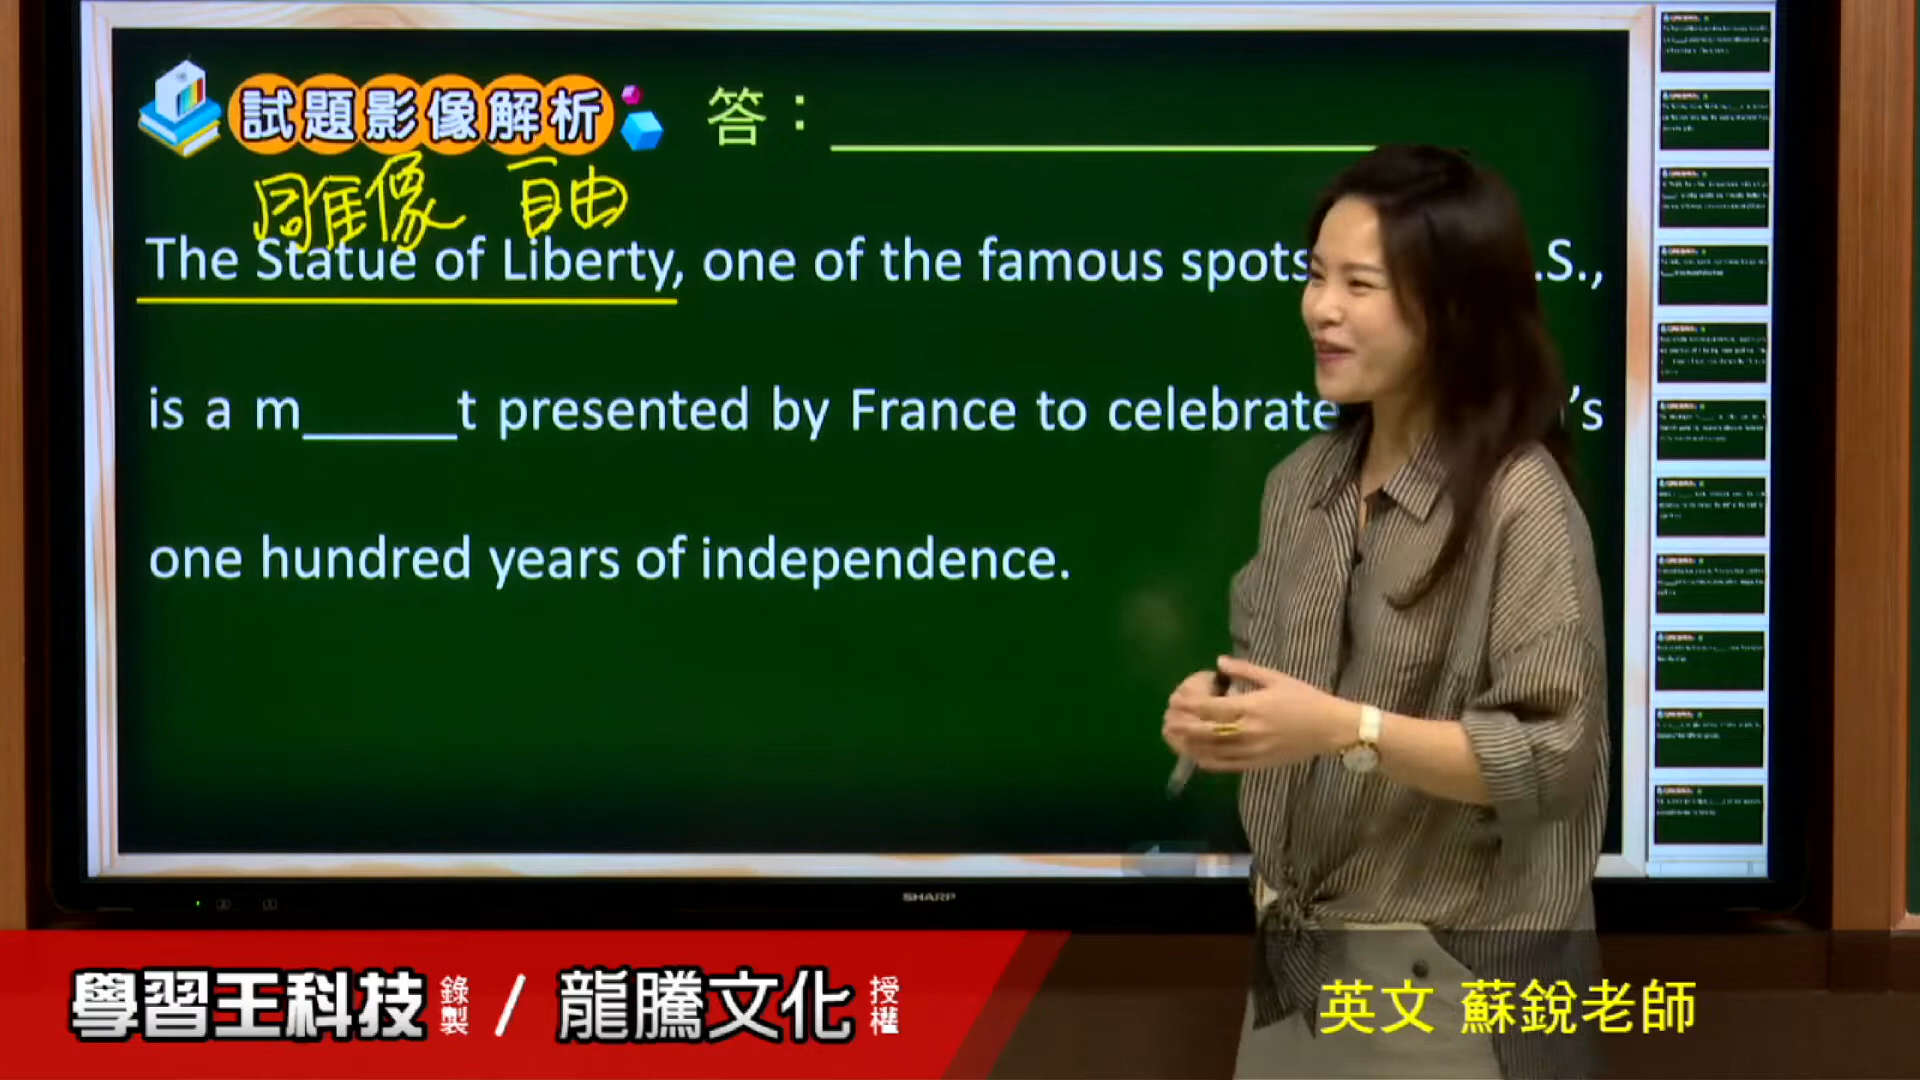 試題影像解析 答：
雕像 自由
The Statue of Liberty, one of the famous spots .S.,
is a m______t presented by France to celebrate ’s
one hundred years of independence.
SHARP
學習王科技 錄製 / 龍騰文化 授權
英文 蘇銳老師